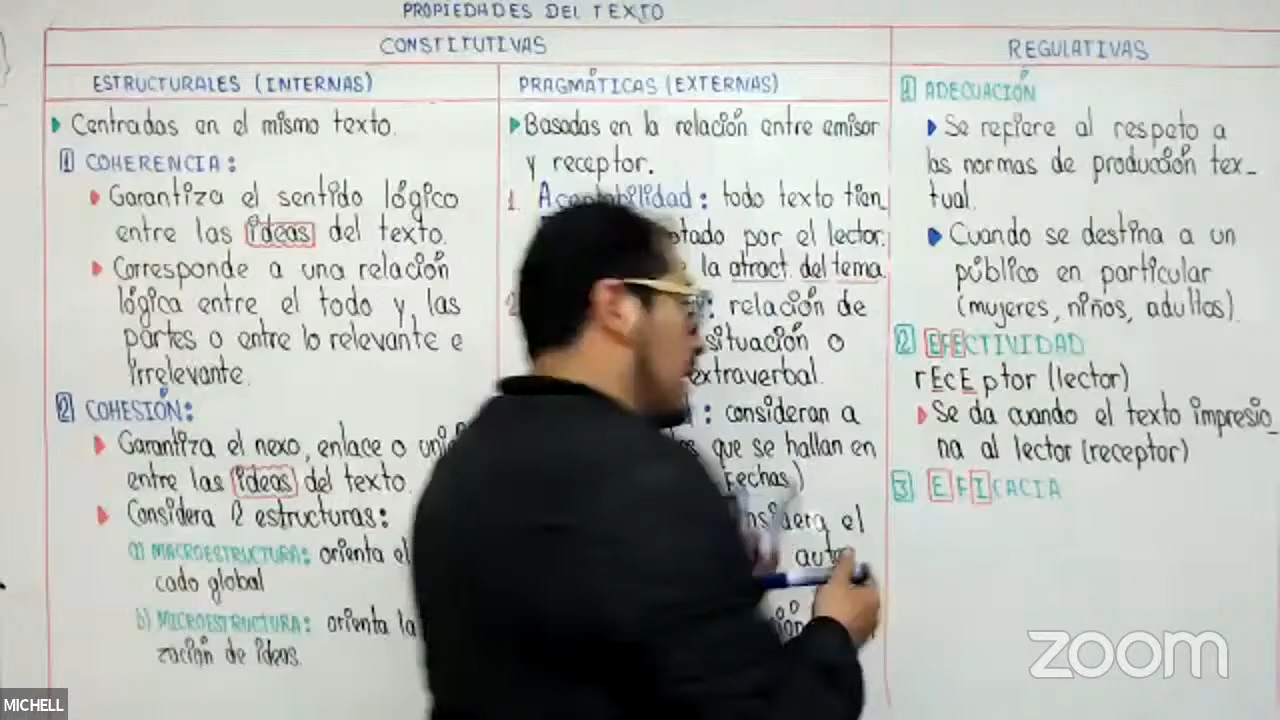 PROPIEDADES DEL TEXTO
CONSTITUTIVAS
ESTRUCTURALES (INTERNAS)
▶ Centradas en el mismo texto.
1 COHERENCIA:
▶ Garantiza el sentido lógico
entre las ideas del texto.
▶ Corresponde a una relación
lógica entre el todo y las
partes o entre lo relevante e
irrelevante.
2 COHESIÓN:
▶ Garantiza el nexo, enlace o
entre las ideas del texto.
▶ Considera 2 estructuras:
a) MACROESTRUCTURA: orienta el
cado global
b) MICROESTRUCTURA: orienta la
zación de ideas.
PRAGMÁTICAS (EXTERNAS)
▶ Basadas en la relación entre emisor
y receptor.
1. Aceptabilidad: todo texto tien_
por el lector.
la atract. del tema
: relación de
situación o
extraverbal.
: consideran a
que se hallan en
Fechas)
el
REGULATIVAS
1 ADECUACIÓN
▶ Se refiere al respeto a
las normas de producción tex_
tual.
▶ Cuando se destina a un
público en particular
(mujeres, niños, adultos).
2 EFECTIVIDAD
rEcEptor (lector)
▶ Se da cuando el texto impresio_
na al lector (receptor)
3 EFICACIA
zoom
MICHELL